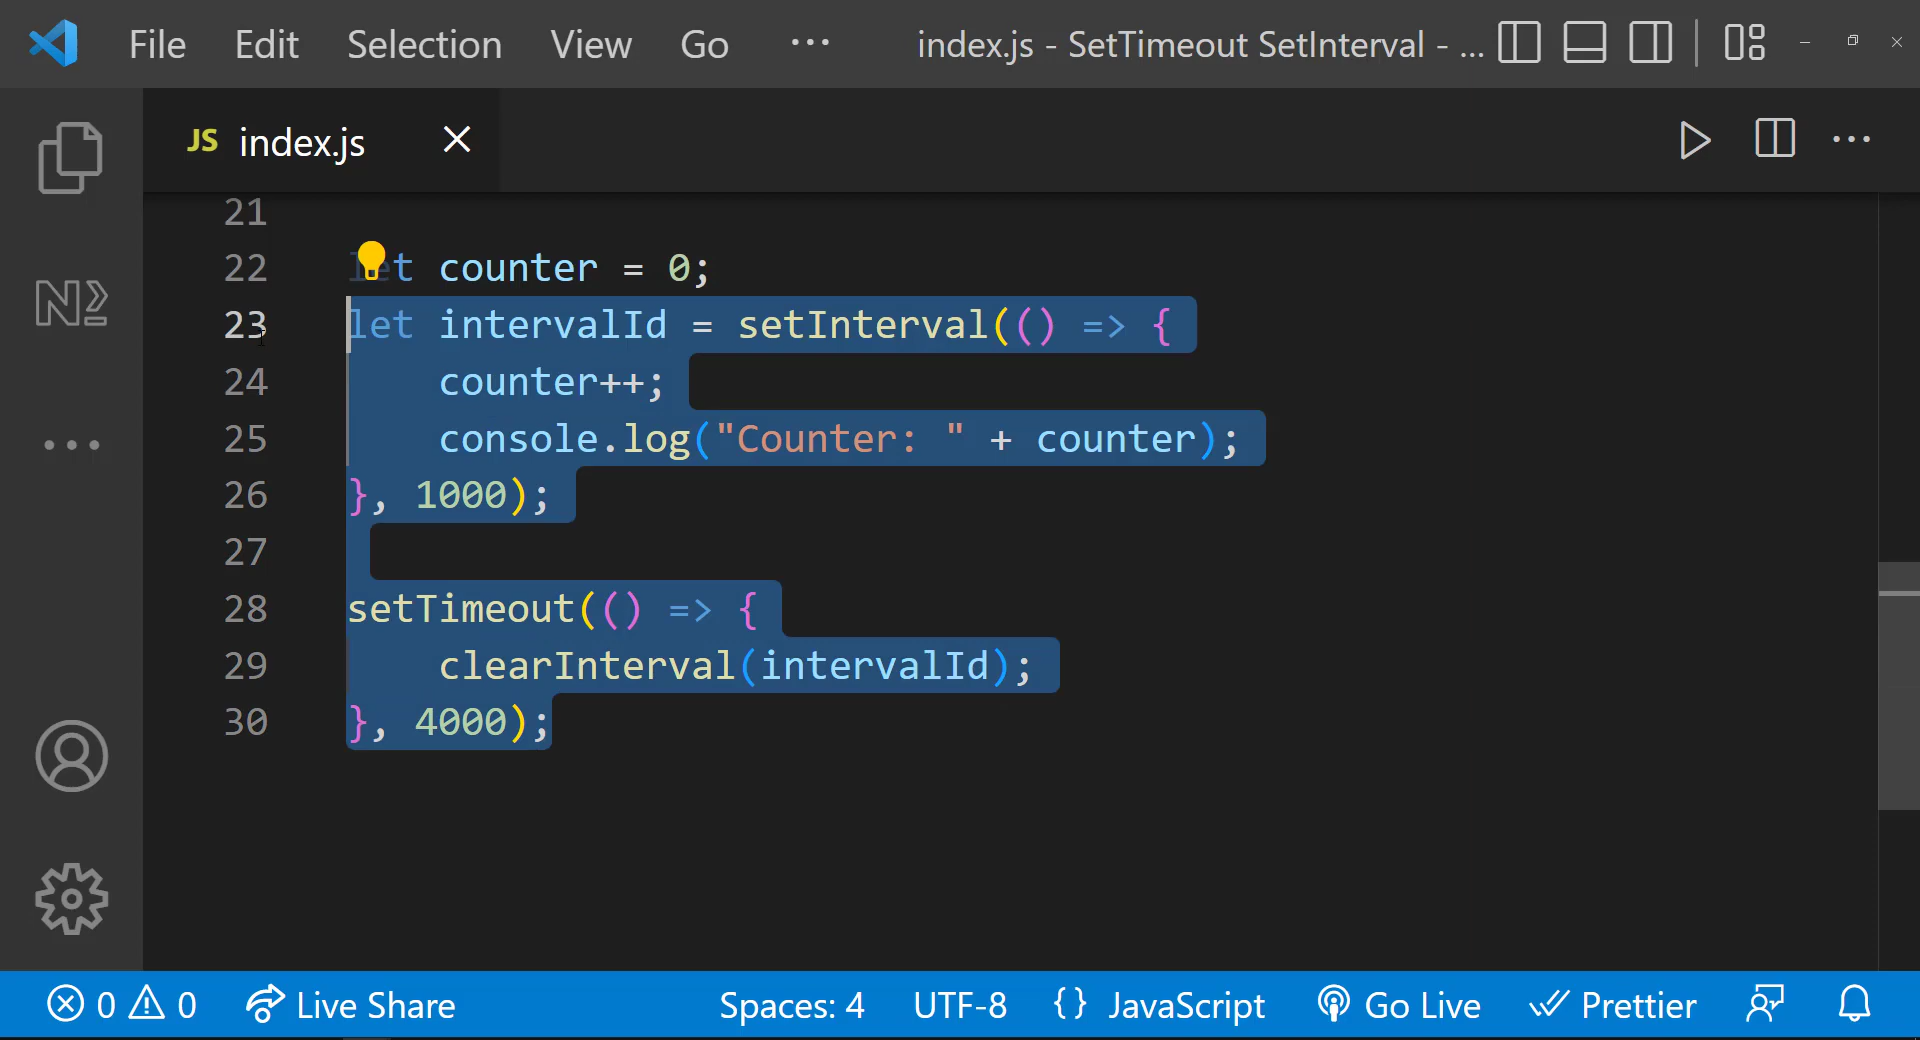 File Edit Selection View Go ··· index.js - SetTimeout SetInterval - ...
JS index.js
21
22 let counter = 0;
23 let intervalId = setInterval(() => {
24 counter++;
25 console.log("Counter: " + counter);
26 }, 1000);
27
28 setTimeout(() => {
29 clearInterval(intervalId);
30 }, 4000);
0 0 Live Share Spaces: 4 UTF-8 {} JavaScript Go Live Prettier